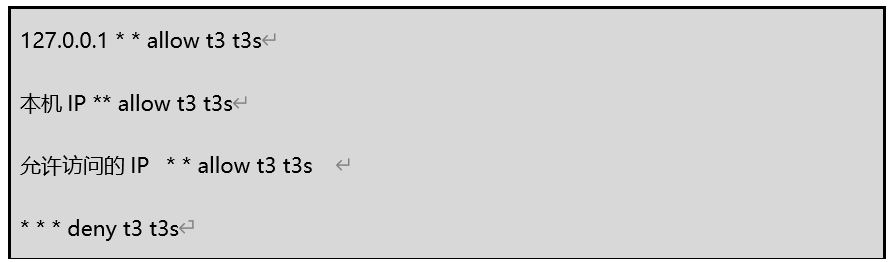 127.0.0.1 * * allow t3 t3s↵
本机 IP ** allow t3 t3s↵
允许访问的 IP   * * allow t3 t3s    ↵
* * * deny t3 t3s↵